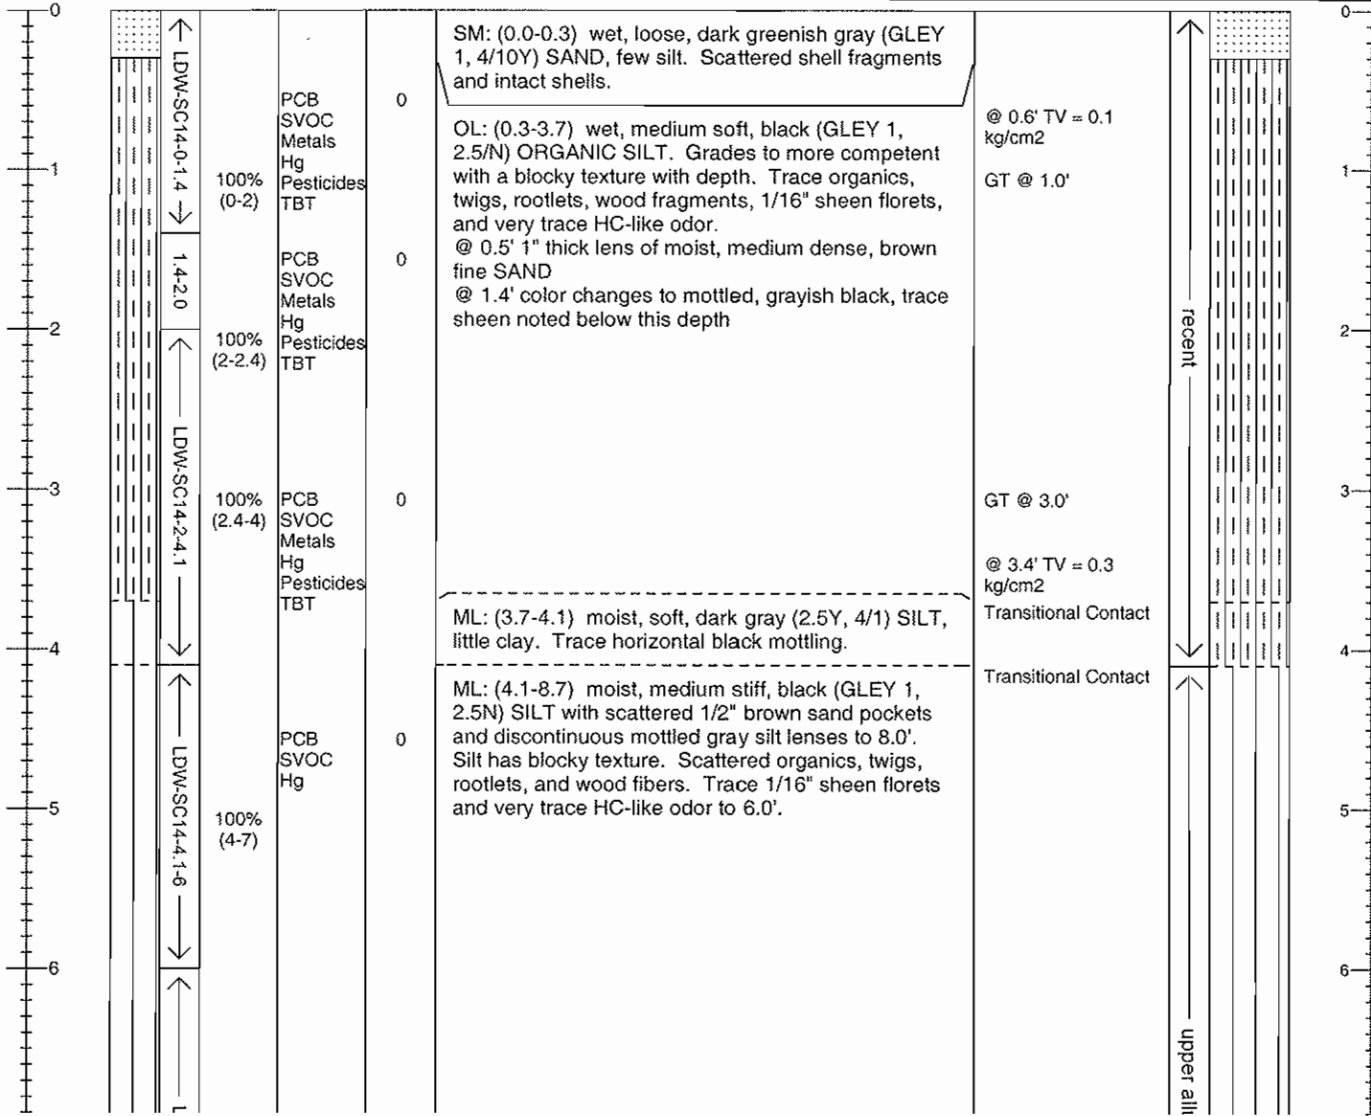 0
1
2
3
4
5
6
LDW-SC14-0-1.4
1.4-2.0
LDW-SC14-2-4.1
LDW-SC14-4.1-6
L
100%
(0-2)
100%
(2-2.4)
100%
(2.4-4)
100%
(4-7)
PCB
SVOC
Metals
Hg
Pesticides
TBT
PCB
SVOC
Metals
Hg
Pesticides
TBT
PCB
SVOC
Metals
Hg
Pesticides
TBT
PCB
SVOC
Hg
0
0
0
0
SM: (0.0-0.3) wet, loose, dark greenish gray (GLEY
1, 4/10Y) SAND, few silt. Scattered shell fragments
and intact shells.
OL: (0.3-3.7) wet, medium soft, black (GLEY 1,
2.5/N) ORGANIC SILT. Grades to more competent
with a blocky texture with depth. Trace organics,
twigs, rootlets, wood fragments, 1/16" sheen florets,
and very trace HC-like odor.
@ 0.5' 1" thick lens of moist, medium dense, brown
fine SAND
@ 1.4' color changes to mottled, grayish black, trace
sheen noted below this depth
ML: (3.7-4.1) moist, soft, dark gray (2.5Y, 4/1) SILT,
little clay. Trace horizontal black mottling.
ML: (4.1-8.7) moist, medium stiff, black (GLEY 1,
2.5N) SILT with scattered 1/2" brown sand pockets
and discontinuous mottled gray silt lenses to 8.0'.
Silt has blocky texture. Scattered organics, twigs,
rootlets, and wood fibers. Trace 1/16" sheen florets
and very trace HC-like odor to 6.0'.
@ 0.6' TV = 0.1
kg/cm2
GT @ 1.0'
GT @ 3.0'
@ 3.4' TV = 0.3
kg/cm2
Transitional Contact
Transitional Contact
recent
upper all
0
1
2
3
4
5
6